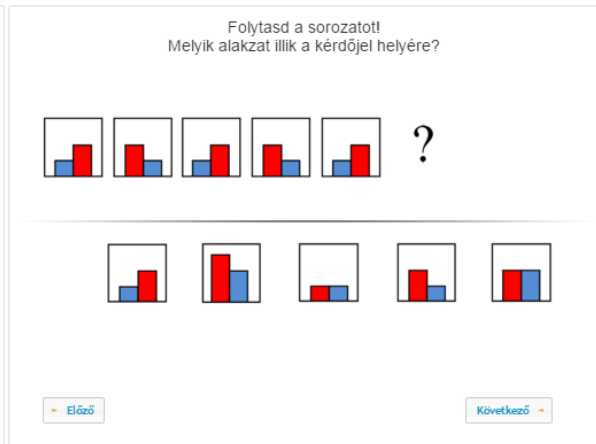 Folytasd a sorozatot!
Melyik alakzat illik a kérdőjel helyére?
?
Előző
Következő